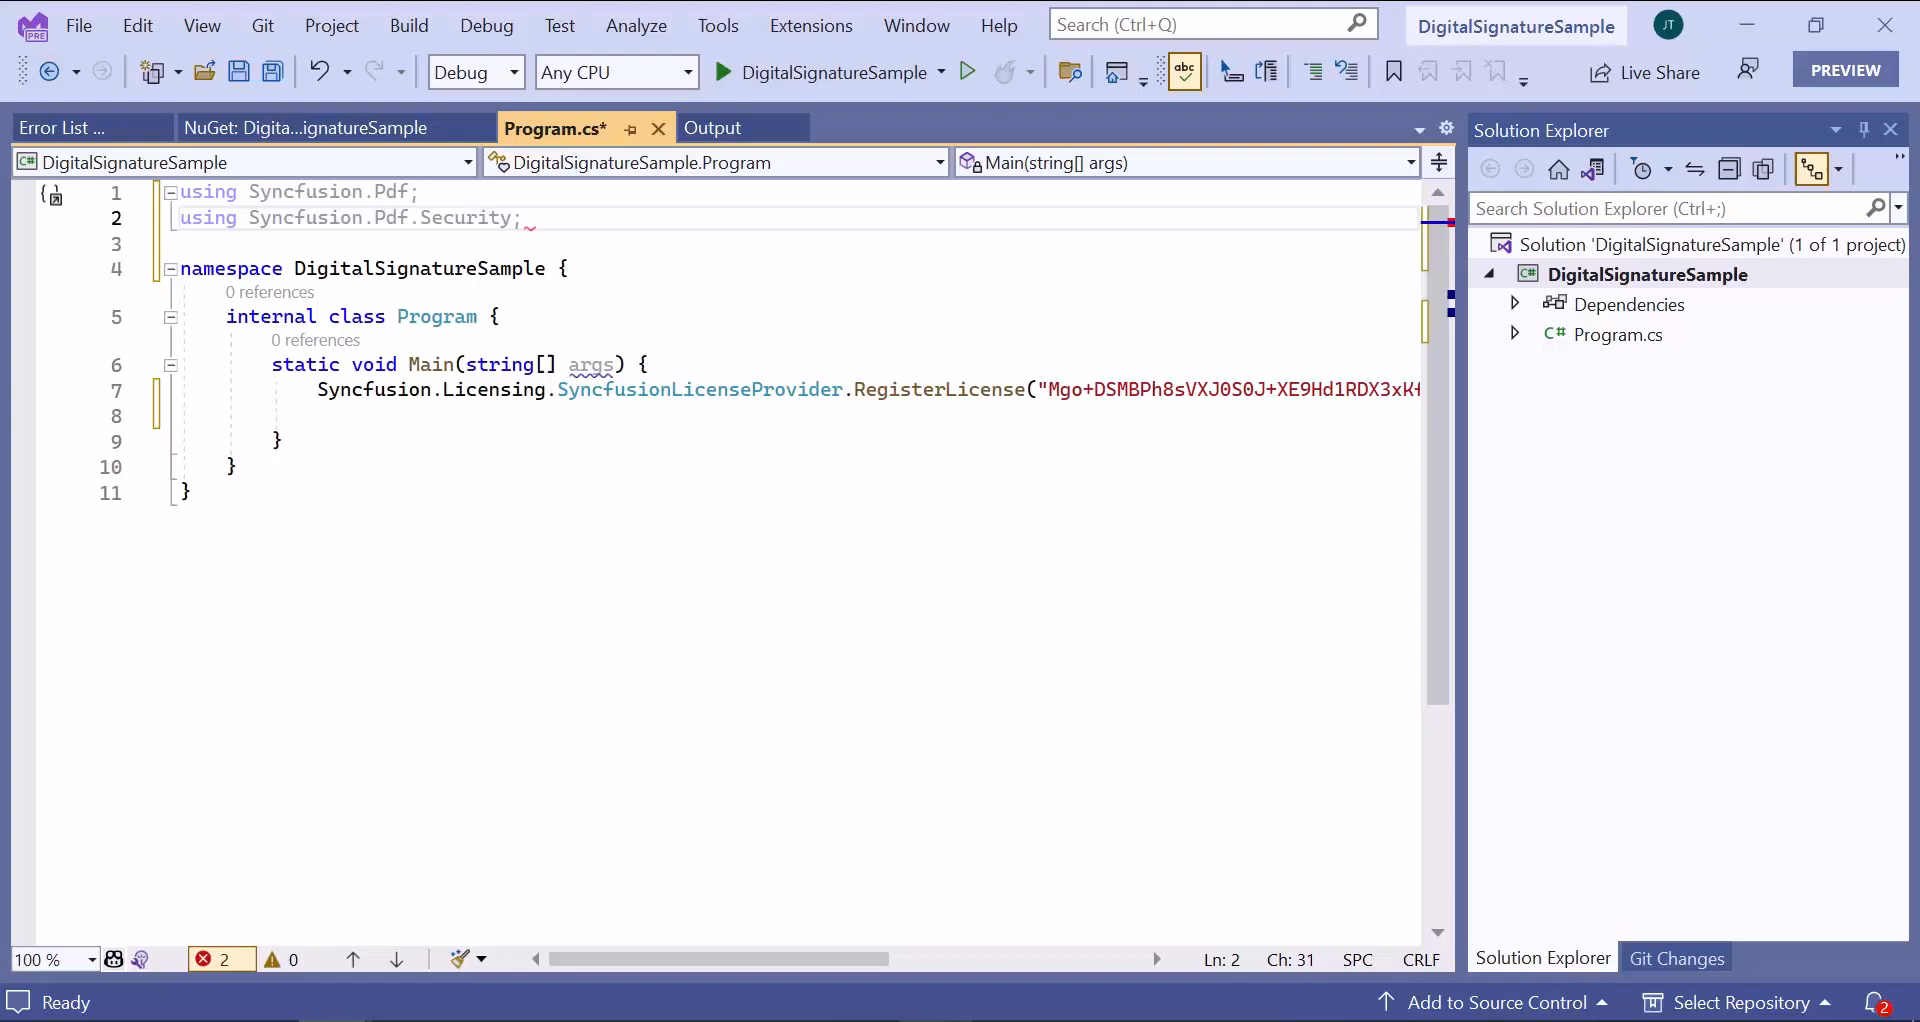 File Edit View Git Project Build Debug Test Analyze Tools Extensions Window Help Search (Ctrl+Q) DigitalSignatureSample JT
PRE
Debug Any CPU DigitalSignatureSample abc Live Share PREVIEW
Error List ... NuGet: Digita...ignatureSample Program.cs* Output
Solution Explorer
C# DigitalSignatureSample DigitalSignatureSample.Program Main(string[] args)
Search Solution Explorer (Ctrl+;)
Solution 'DigitalSignatureSample' (1 of 1 project)
C# DigitalSignatureSample
Dependencies
C# Program.cs
1 using Syncfusion.Pdf;
2 using Syncfusion.Pdf.Security;
3
4 namespace DigitalSignatureSample {
0 references
5 internal class Program {
0 references
6 static void Main(string[] args) {
7 Syncfusion.Licensing.SyncfusionLicenseProvider.RegisterLicense("Mgo+DSMBPh8sVXJ0S0J+XE9Hd1RDX3xKf
8
9 }
10 }
11 }
100 % 2 0 Ln: 2 Ch: 31 SPC CRLF
Solution Explorer Git Changes
Ready Add to Source Control Select Repository 2